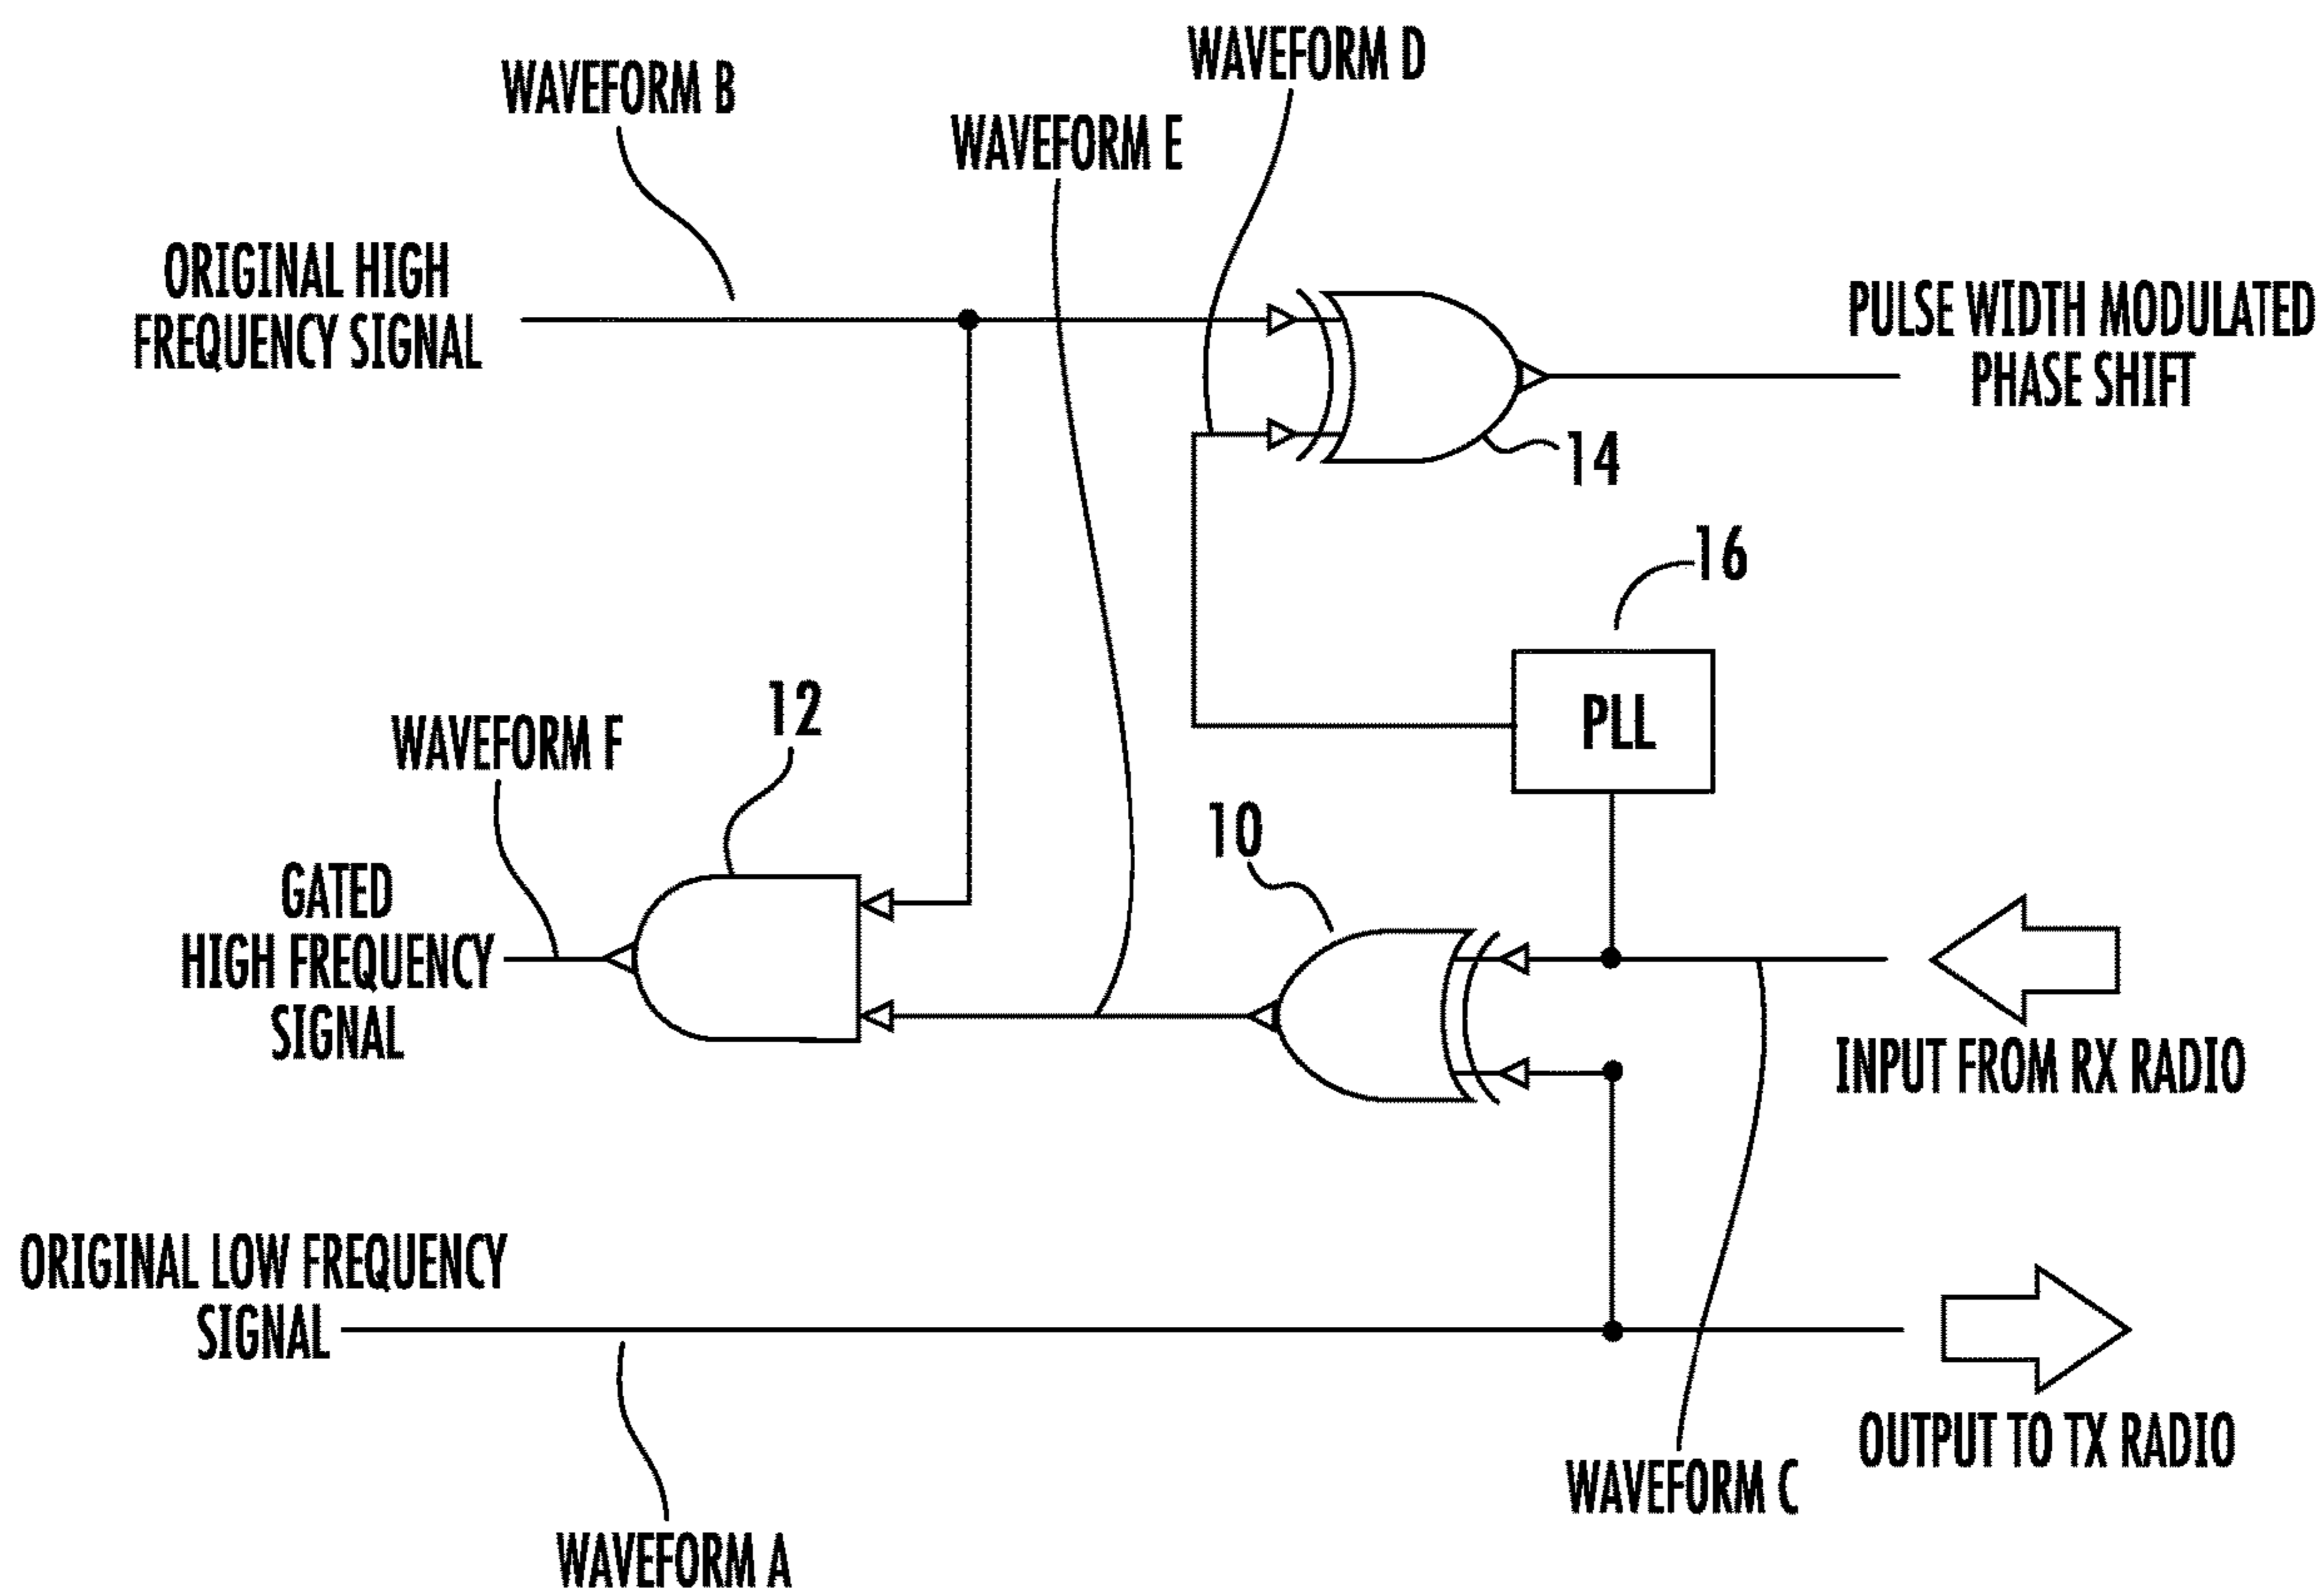 WAVEFORM D
WAVEFORM B
WAVEFORM E
ORIGINAL HIGH
FREQUENCY SIGNAL
PULSE WIDTH MODULATED
PHASE SHIFT
14
16
PLL
12
WAVEFORM F
10
GATED
HIGH FREQUENCY
SIGNAL
INPUT FROM RX RADIO
ORIGINAL LOW FREQUENCY
SIGNAL
OUTPUT TO TX RADIO
WAVEFORM C
WAVEFORM A